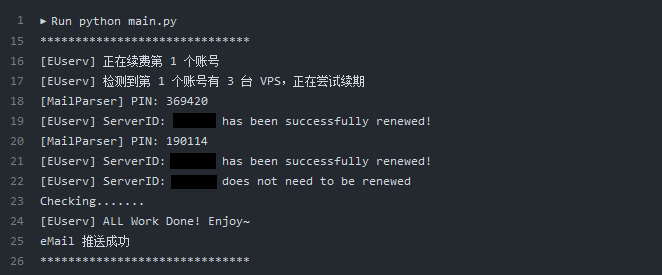 1 ▶ Run python main.py
15 ******************************
16 [EUserv] 正在续费第 1 个账号
17 [EUserv] 检测到第 1 个账号有 3 台 VPS，正在尝试续期
18 [MailParser] PIN: 369420
19 [EUserv] ServerID: has been successfully renewed!
20 [MailParser] PIN: 190114
21 [EUserv] ServerID: has been successfully renewed!
22 [EUserv] ServerID: does not need to be renewed
23 Checking.......
24 [EUserv] ALL Work Done! Enjoy~
25 eMail 推送成功
26 ******************************